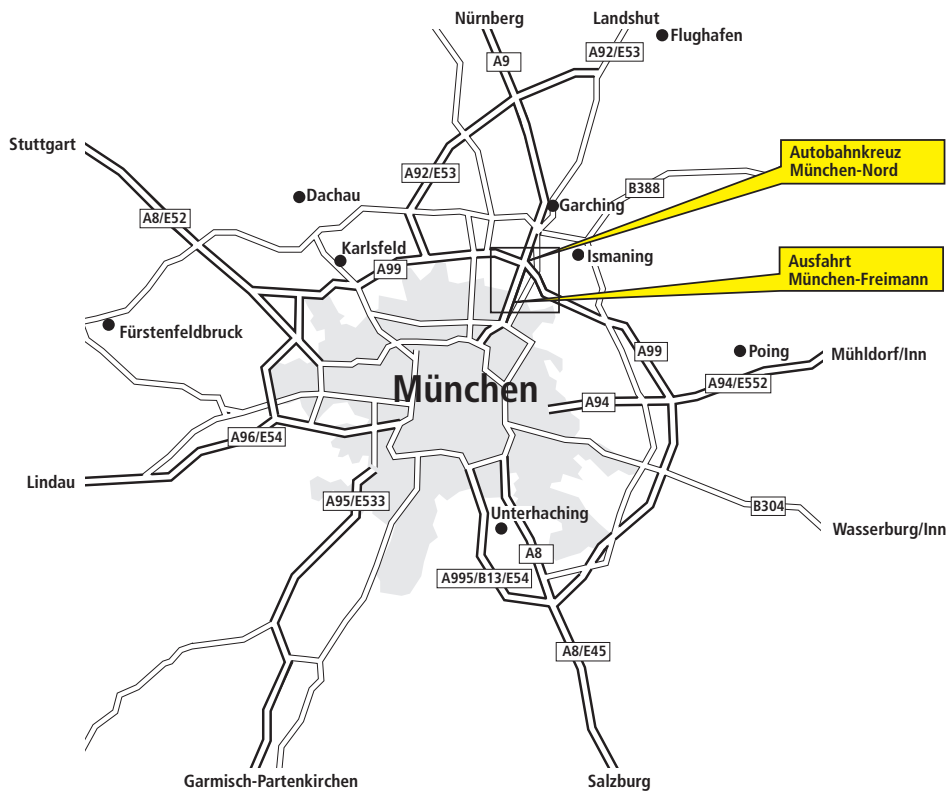 Nürnberg
Landshut
Flughafen
A92/E53
A9
Stuttgart
Autobahnkreuz
München-Nord
A92/E53
B388
Dachau
Garching
A8/E52
Karlsfeld
Ismaning
A99
Ausfahrt
München-Freimann
Fürstenfeldbruck
A99
Poing
Mühldorf/Inn
München
A94/E552
A94
A96/E54
Lindau
A95/E533
B304
Unterhaching
Wasserburg/Inn
A8
A995/B13/E54
A8/E45
Garmisch-Partenkirchen
Salzburg